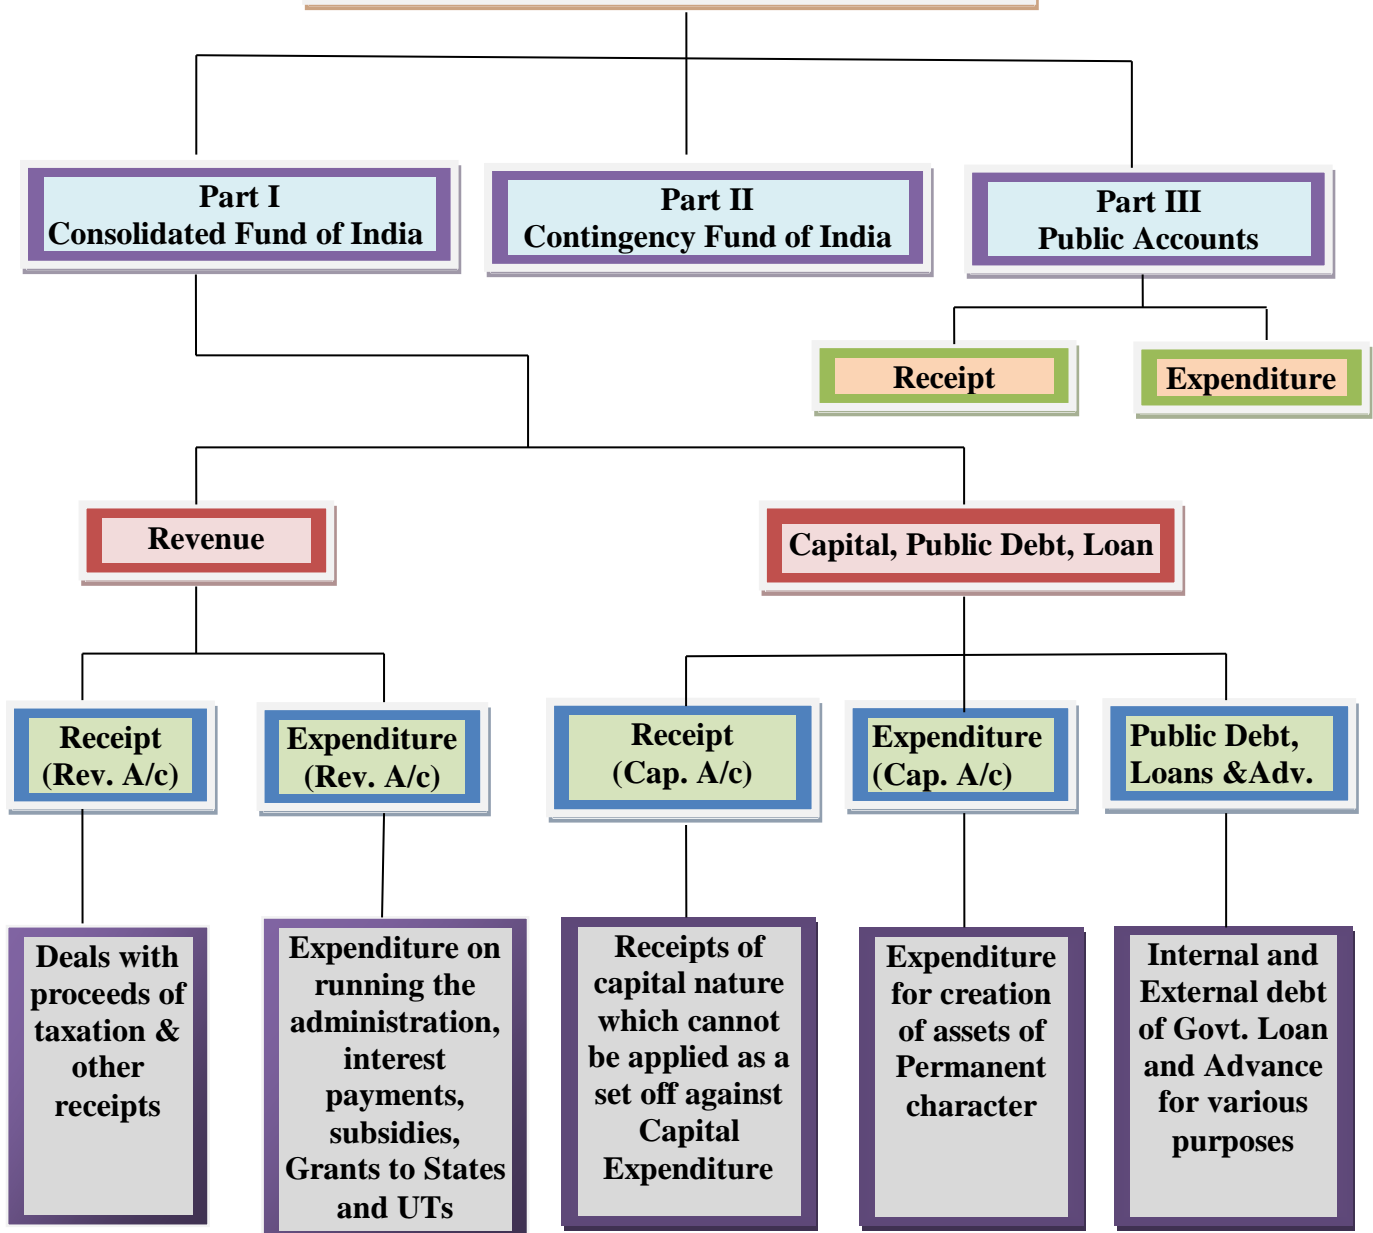 Part I
Consolidated Fund of India
Part II
Contingency Fund of India
Part III
Public Accounts
Receipt
Expenditure
Revenue
Capital, Public Debt, Loan
Receipt
(Rev. A/c)
Expenditure
(Rev. A/c)
Receipt
(Cap. A/c)
Expenditure
(Cap. A/c)
Public Debt,
Loans &Adv.
Deals with
proceeds of
taxation &
other
receipts
Expenditure on
running the
administration,
interest
payments,
subsidies,
Grants to States
and UTs
Receipts of
capital nature
which cannot
be applied as a
set off against
Capital
Expenditure
Expenditure
for creation
of assets of
Permanent
character
Internal and
External debt
of Govt. Loan
and Advance
for various
purposes